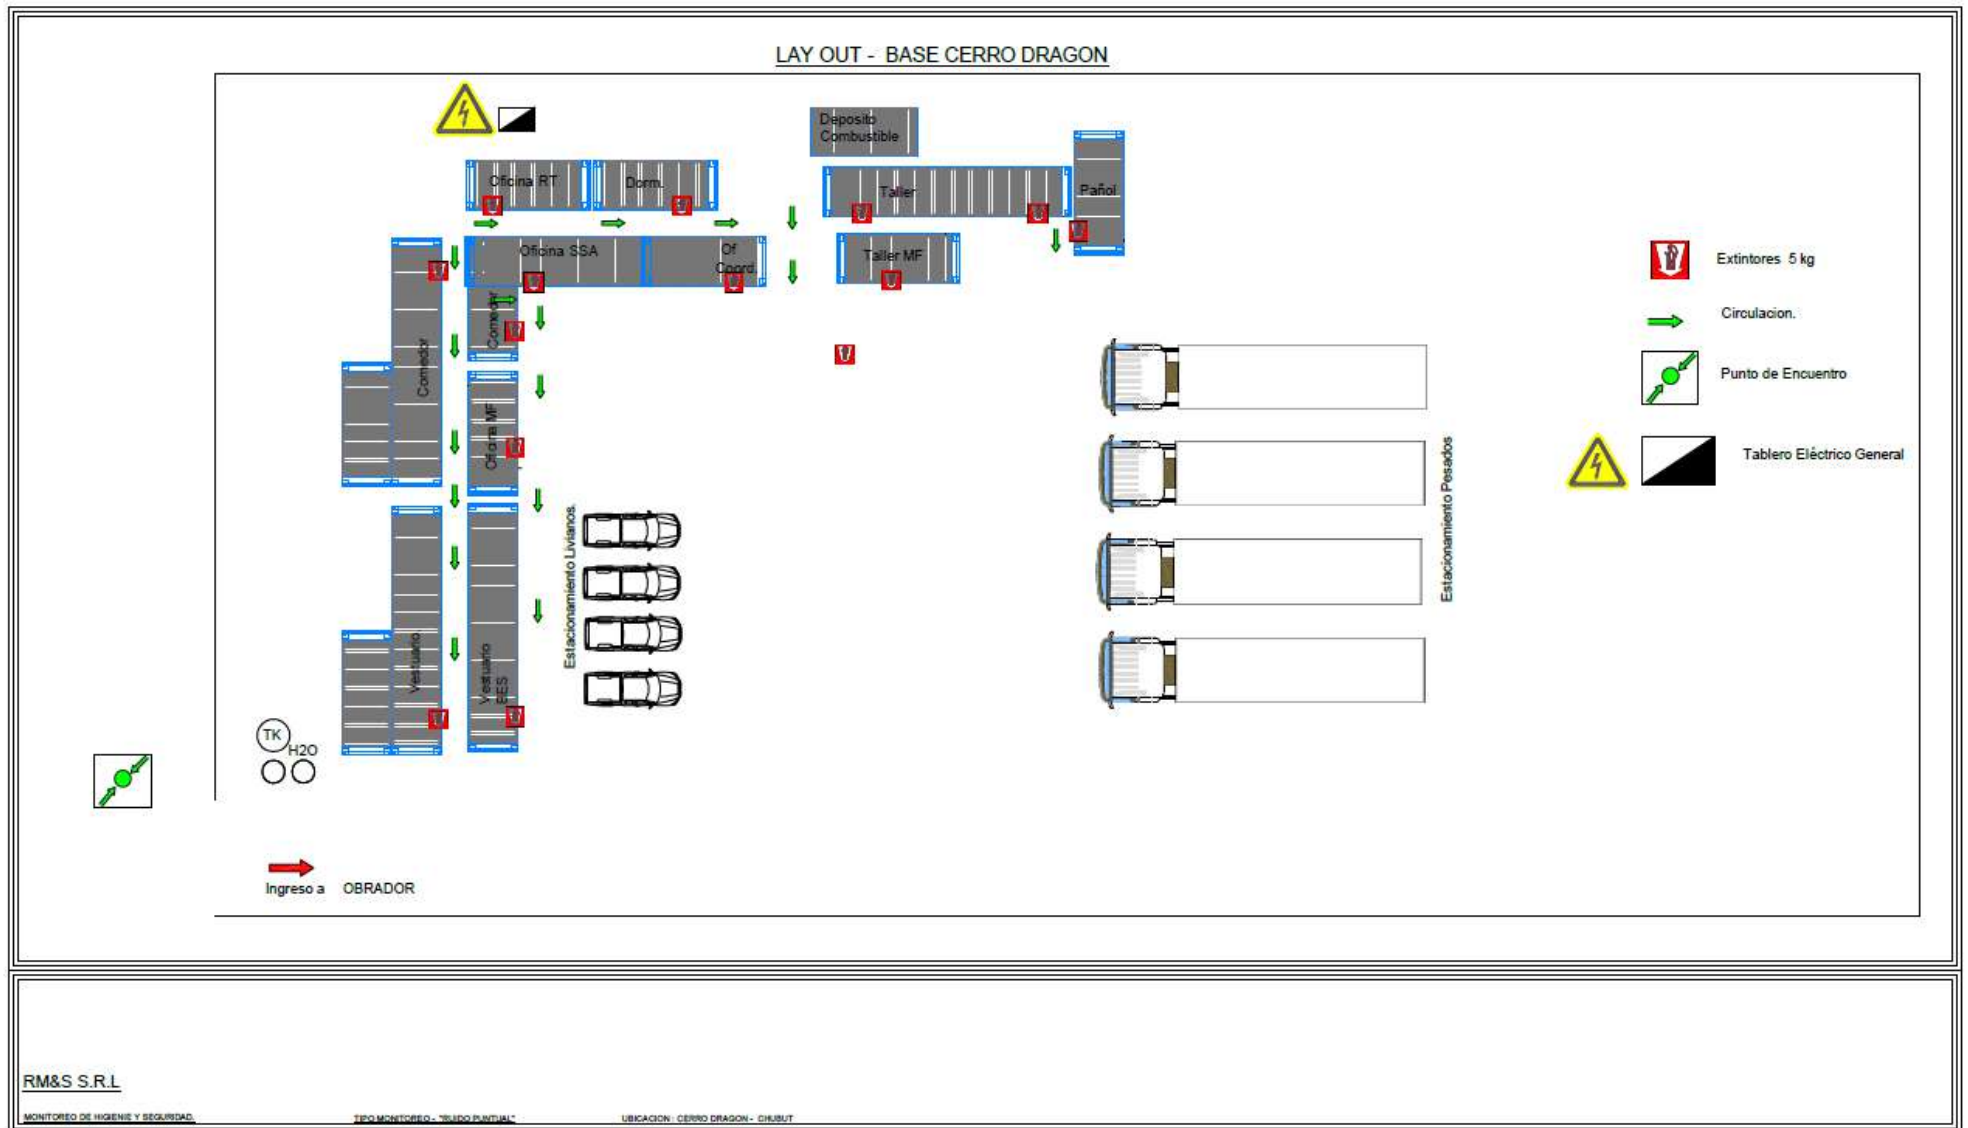 LAY OUT - BASE CERRO DRAGON
Deposito
Combustible
Oficina RT
Dorm.
Taller
Pañol
Oficina SSA
Of
Coord.
Taller MF
Comedor
Comedor
Oficina MF
Vestuario.
Vestuario
EES
Estacionamiento Livianos.
Estacionamiento Pesados
Extintores 5 kg
Circulacion.
Punto de Encuentro
Tablero Eléctrico General
TK
H2O
Ingreso a OBRADOR
RM&S S.R.L
MONITOREO DE HIGIENE Y SEGURIDAD.
TIPO MONITOREO - "RUIDO PUNTUAL"
UBICACION : CERRO DRAGON - CHUBUT